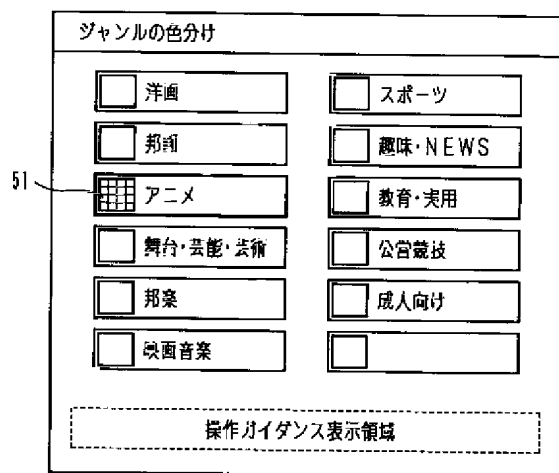 ジャンルの色分け
洋画
邦画
51
アニメ
舞台・芸能・芸術
邦楽
映画音楽
スポーツ
趣味・NEWS
教育・実用
公営競技
成人向け
操作ガイダンス表示領域